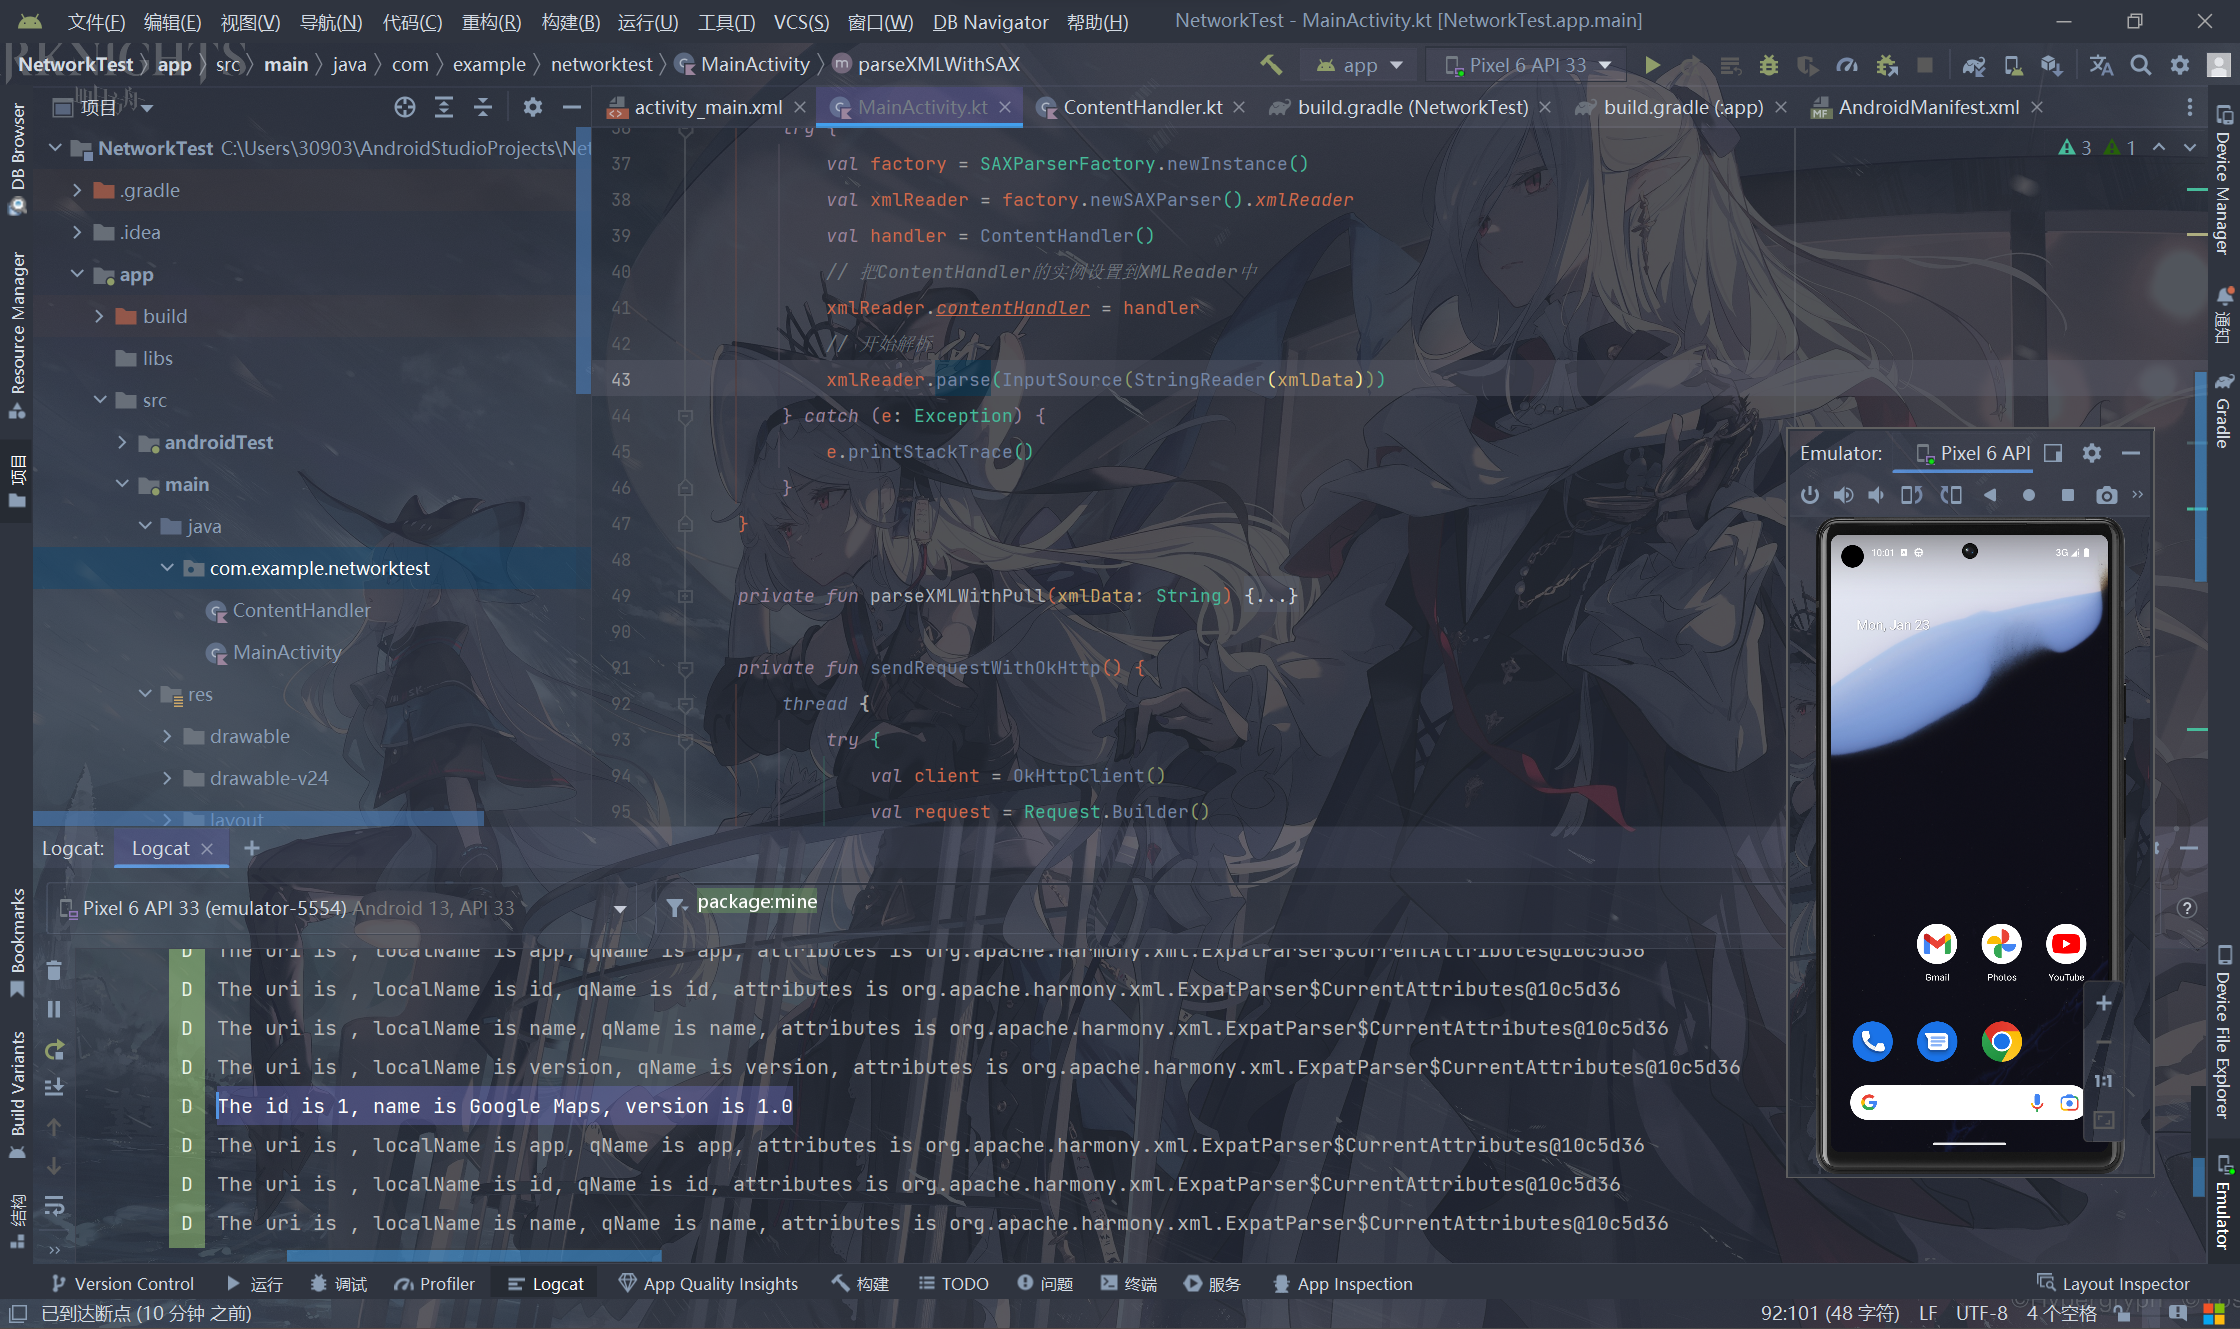 文件(F) 编辑(E) 视图(V) 导航(N) 代码(C) 重构(R) 构建(B) 运行(U) 工具(T) VCS(S) 窗口(W) DB Navigator 帮助(H) NetworkTest - MainActivity.kt [NetworkTest.app.main]
NetworkTest app src main java com example networktest MainActivity parseXMLWithSAX app Pixel 6 API 33
项目
activity_main.xml MainActivity.kt ContentHandler.kt build.gradle (NetworkTest) build.gradle (:app) AndroidManifest.xml
DB Browser
Resource Manager
项目
Bookmarks
Build Variants
结构
NetworkTest C:\Users\30903\AndroidStudioProjects\Net
.gradle
.idea
app
build
libs
src
androidTest
main
java
com.example.networktest
ContentHandler
MainActivity
res
drawable
drawable-v24
layout
3 1
36 try {
37 val factory = SAXParserFactory.newInstance()
38 val xmlReader = factory.newSAXParser().xmlReader
39 val handler = ContentHandler()
40 // 把ContentHandler的实例设置到XMLReader中
41 xmlReader.contentHandler = handler
42 // 开始解析
43 xmlReader.parse(InputSource(StringReader(xmlData)))
44 } catch (e: Exception) {
45 e.printStackTrace()
46 }
47 }
48
49 private fun parseXMLWithPull(xmlData: String) {...}
90
91 private fun sendRequestWithOkHttp() {
92 thread {
93 try {
94 val client = OkHttpClient()
95 val request = Request.Builder()
Device Manager
通知
Gradle
Device File Explorer
Emulator
Emulator: Pixel 6 API
10:01 3G
Mon, Jan 23
Gmail Photos YouTube
1:1
Logcat: Logcat
Pixel 6 API 33 (emulator-5554) Android 13, API 33 package:mine
D The uri is , localName is app, qName is app, attributes is org.apache.harmony.xml.ExpatParser$CurrentAttributes@10c5d36
D The uri is , localName is id, qName is id, attributes is org.apache.harmony.xml.ExpatParser$CurrentAttributes@10c5d36
D The uri is , localName is name, qName is name, attributes is org.apache.harmony.xml.ExpatParser$CurrentAttributes@10c5d36
D The uri is , localName is version, qName is version, attributes is org.apache.harmony.xml.ExpatParser$CurrentAttributes@10c5d36
D The id is 1, name is Google Maps, version is 1.0
D The uri is , localName is app, qName is app, attributes is org.apache.harmony.xml.ExpatParser$CurrentAttributes@10c5d36
D The uri is , localName is id, qName is id, attributes is org.apache.harmony.xml.ExpatParser$CurrentAttributes@10c5d36
D The uri is , localName is name, qName is name, attributes is org.apache.harmony.xml.ExpatParser$CurrentAttributes@10c5d36
Version Control 运行 调试 Profiler Logcat App Quality Insights 构建 TODO 问题 终端 服务 App Inspection Layout Inspector
已到达断点 (10 分钟 之前) 92:101 (48 字符) LF UTF-8 4 个空格